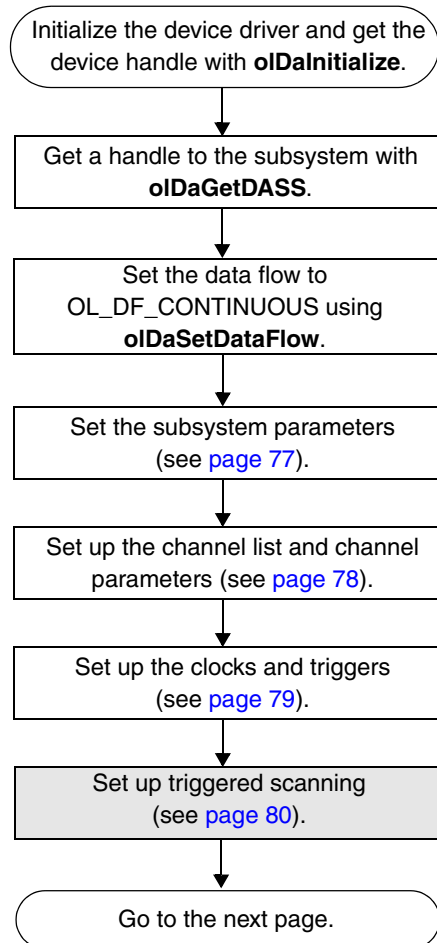 Initialize the device driver and get the
device handle with olDaInitialize.
Get a handle to the subsystem with
olDaGetDASS.
Set the data flow to
OL_DF_CONTINUOUS using
olDaSetDataFlow.
Set the subsystem parameters
(see page 77).
Set up the channel list and channel
parameters (see page 78).
Set up the clocks and triggers
(see page 79).
Set up triggered scanning
(see page 80).
Go to the next page.